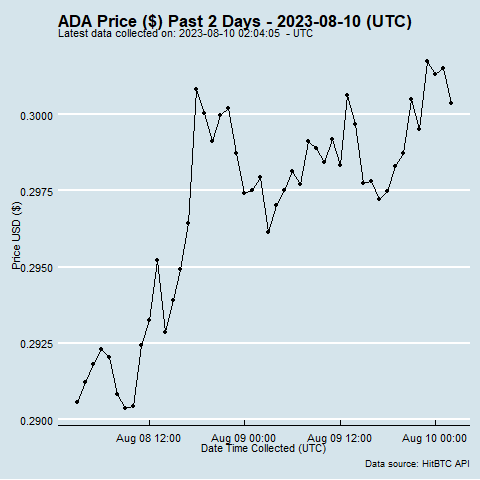 ADA Price ($) Past 2 Days - 2023-08-10 (UTC)
Latest data collected on: 2023-08-10 02:04:05 - UTC
Price USD ($)
0.3000
0.2975
0.2950
0.2925
0.2900
Aug 08 12:00 Aug 09 00:00 Aug 09 12:00 Aug 10 00:00
Date Time Collected (UTC)
Data source: HitBTC API